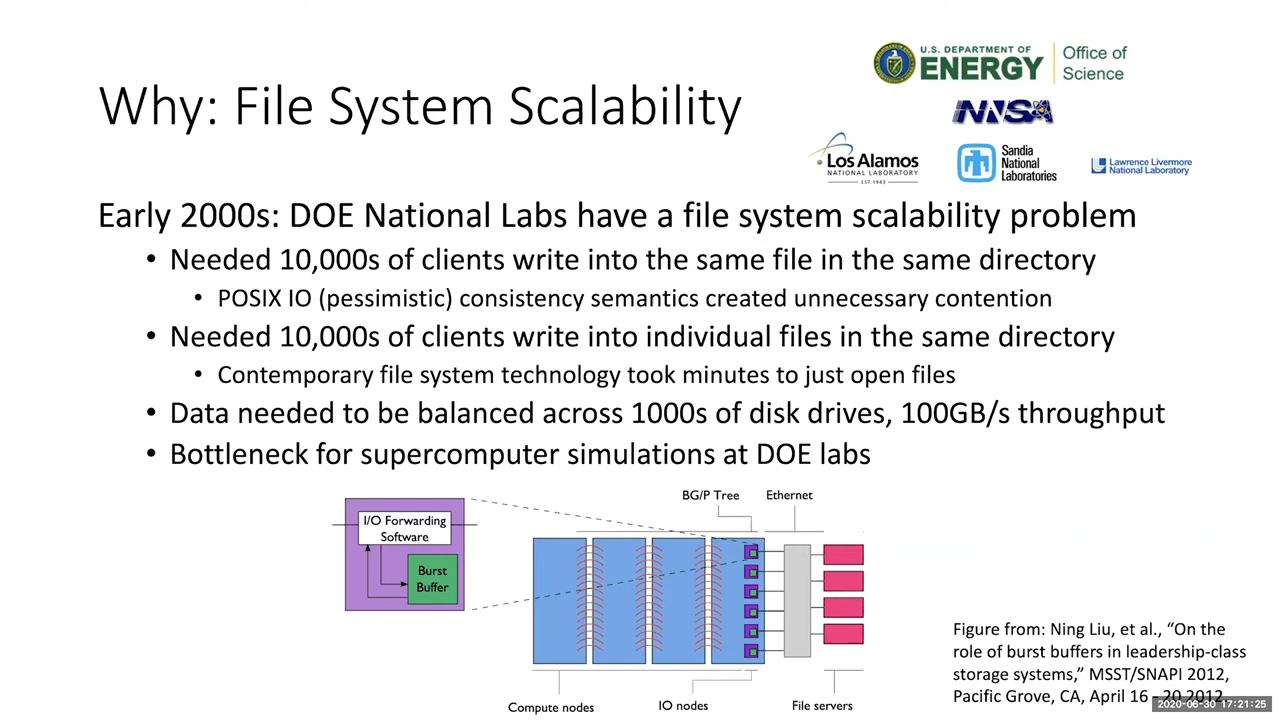 U.S. DEPARTMENT OF
ENERGY
Office of
Science
NNSA
Why: File System Scalability
Los Alamos
NATIONAL LABORATORY
EST. 1943
Sandia
National
Laboratories
Lawrence Livermore
National Laboratory
Early 2000s: DOE National Labs have a file system scalability problem
• Needed 10,000s of clients write into the same file in the same directory
• POSIX IO (pessimistic) consistency semantics created unnecessary contention
• Needed 10,000s of clients write into individual files in the same directory
• Contemporary file system technology took minutes to just open files
• Data needed to be balanced across 1000s of disk drives, 100GB/s throughput
• Bottleneck for supercomputer simulations at DOE labs
BG/P Tree
Ethernet
I/O Forwarding
Software
Burst
Buffer
Compute nodes
IO nodes
File servers
Figure from: Ning Liu, et al., “On the
role of burst buffers in leadership-class
storage systems,” MSST/SNAPI 2012,
Pacific Grove, CA, April 16 - 20 2012.
2020-06-30 17:21:25